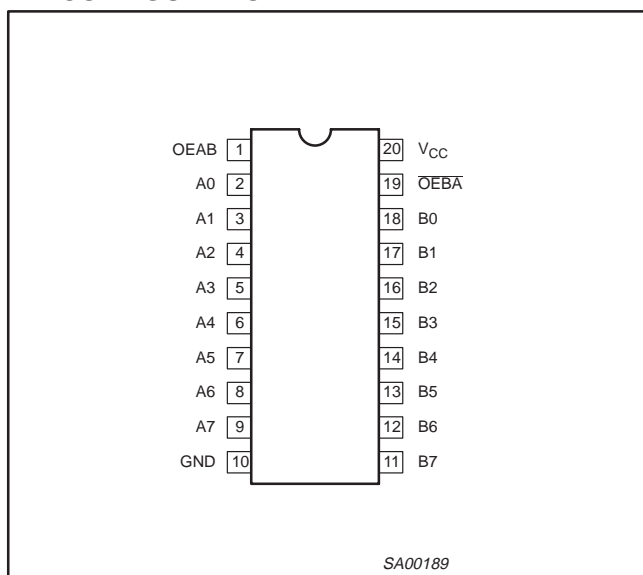 OEAB 1 20 VCC
A0 2 19 OEBA
A1 3 18 B0
A2 4 17 B1
A3 5 16 B2
A4 6 15 B3
A5 7 14 B4
A6 8 13 B5
A7 9 12 B6
GND 10 11 B7
SA00189